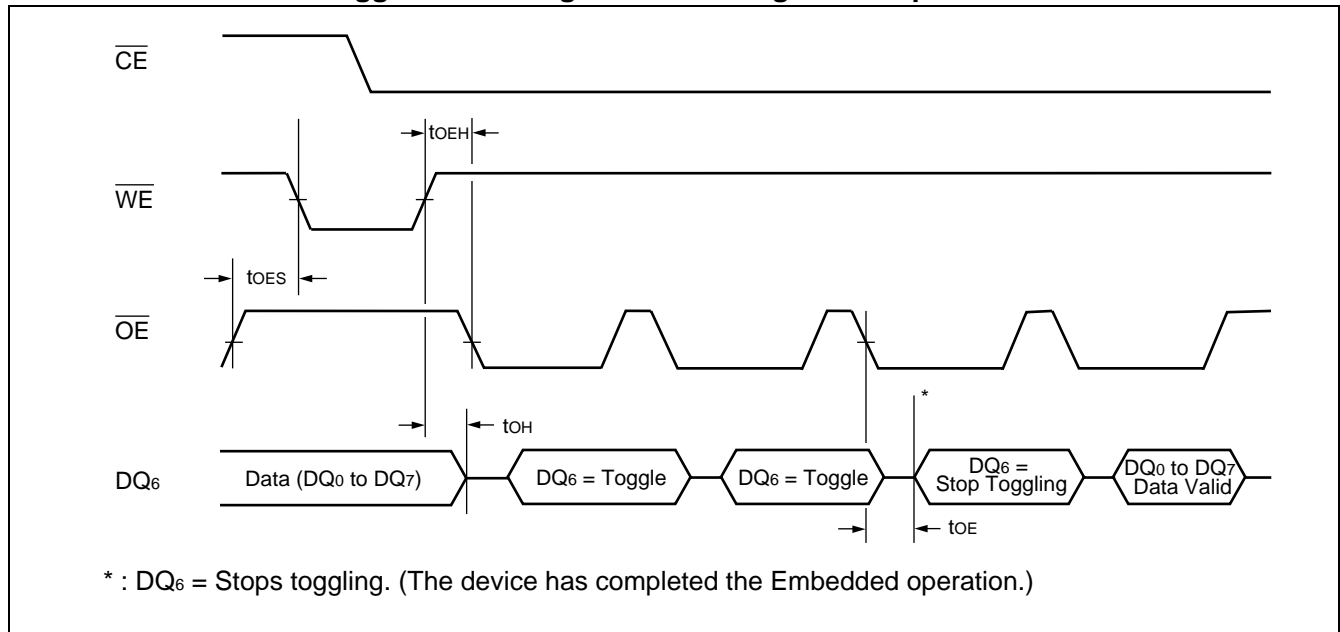 CE
tOEH
WE
tOES
OE
*
tOH
DQ6
Data (DQ0 to DQ7)
DQ6 = Toggle
DQ6 = Toggle
DQ6 =
Stop Toggling
DQ0 to DQ7
Data Valid
tOE
* : DQ6 = Stops toggling. (The device has completed the Embedded operation.)